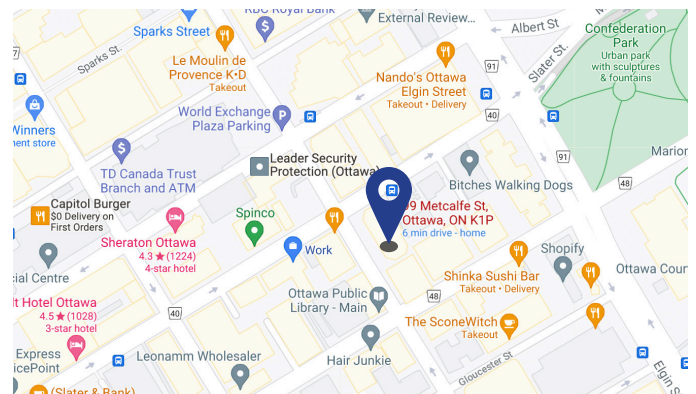 RBC Royal Bank
External Review...
Sparks Street
Albert St
Confederation
Park
Urban park
with sculptures
& fountains
Le Moulin de
Provence K•D
Takeout
Sparks St.
Slater St.
91
Nando's Ottawa
Elgin Street
Takeout • Delivery
World Exchange
Plaza Parking
40
Winners
ment store
TD Canada Trust
Branch and ATM
Leader Security
Protection (Ottawa)
91
Marion
Bitches Walking Dogs
48
Capitol Burger
$0 Delivery on
First Orders
99 Metcalfe St,
Ottawa, ON K1P
6 min drive - home
Spinco
Sheraton Ottawa
4.3★(1224)
4-star hotel
Work
Shopify
cial Centre
Shinka Sushi Bar
Takeout • Delivery
Ottawa Cour
lt Hotel Ottawa
4.5★(1028)
3-star hotel
40
Ottawa Public
Library - Main
48
The SconeWitch
Takeout
Express
icePoint
Leonamm Wholesaler
Hair Junkie
Gloucester St
Elgin St
(Slater & Bank)